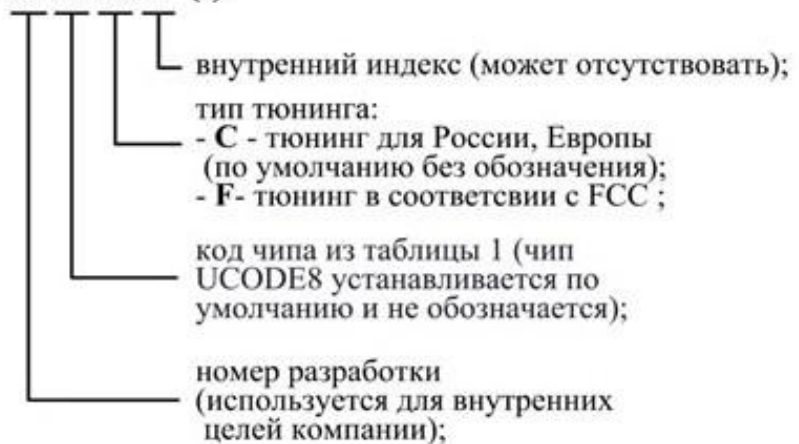 внутренний индекс (может отсутствовать);
тип тюнинга:
- С - тюнинг для России, Европы
(по умолчанию без обозначения);
- F- тюнинг в соответсвии с FCC ;
код чипа из таблицы 1 (чип
UCODE8 устанавливается по
умолчанию и не обозначается);
номер разработки
(используется для внутренних
целей компании);